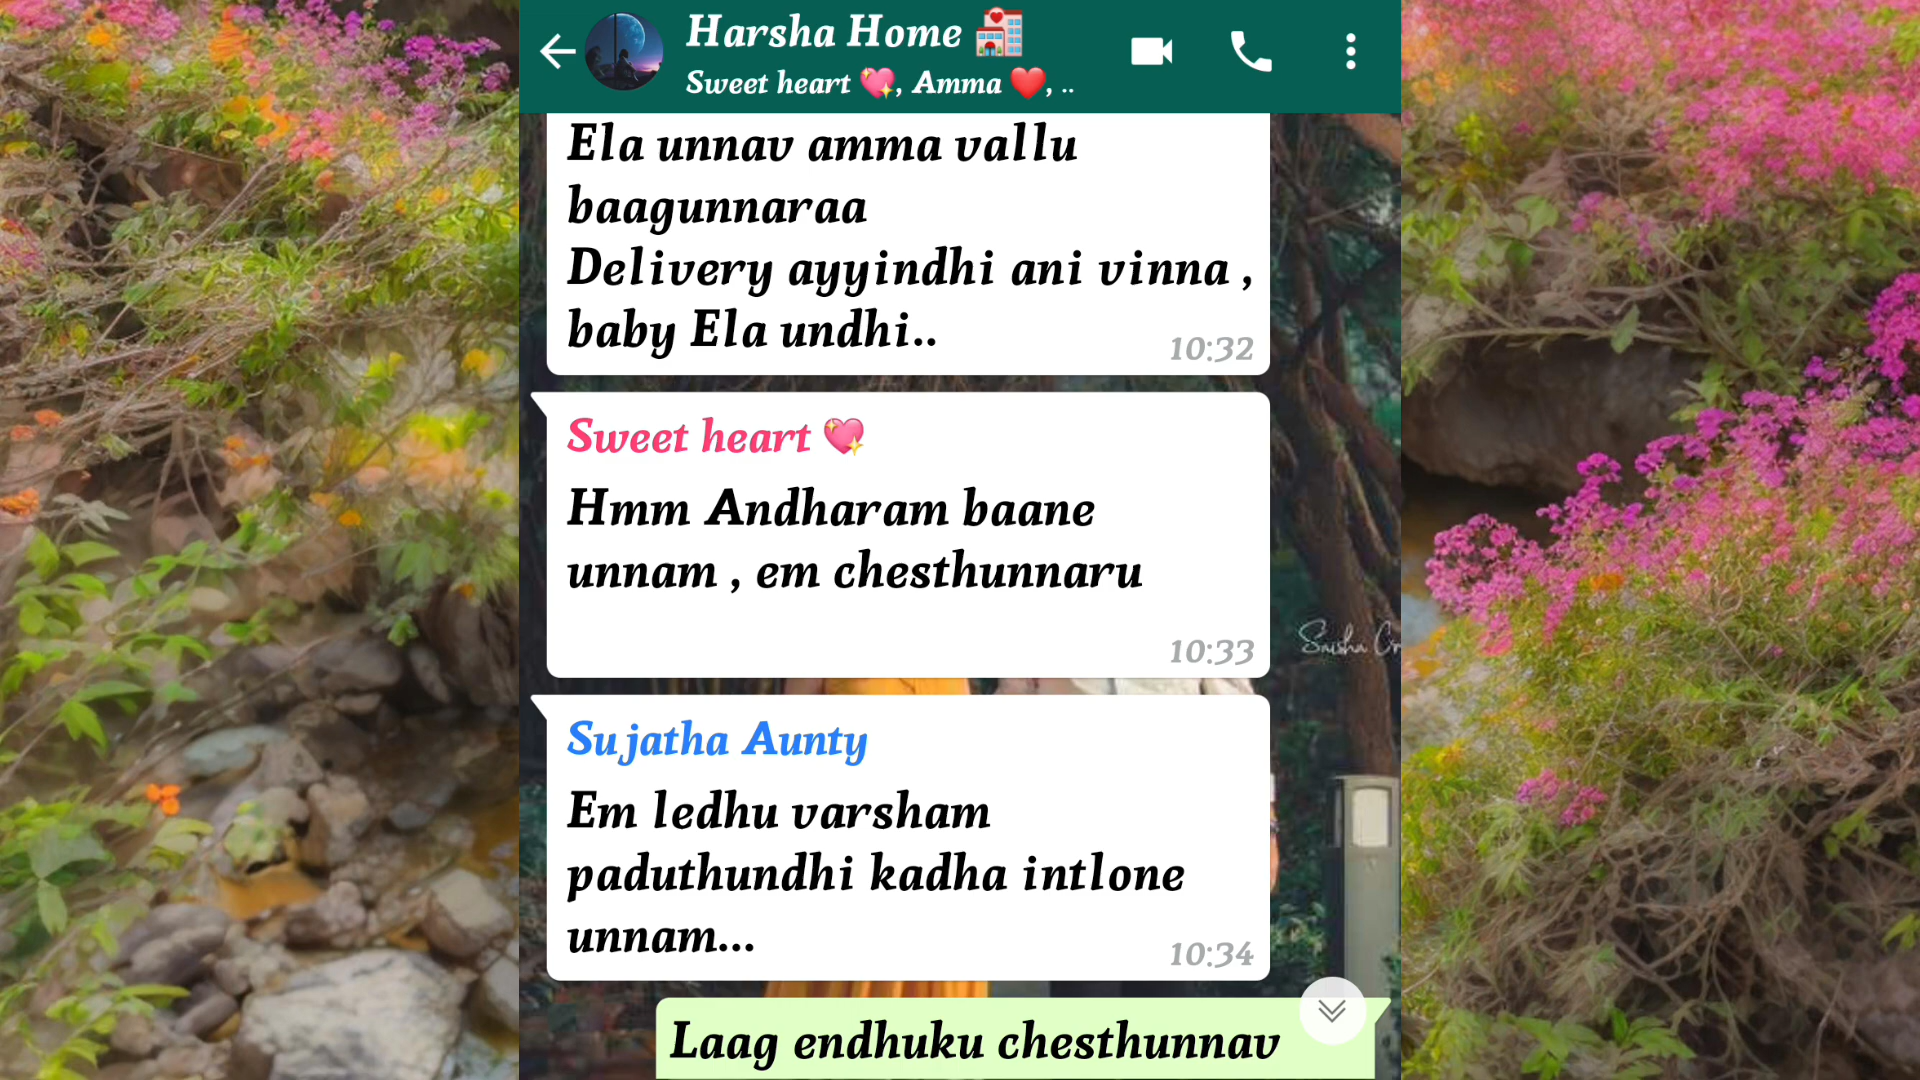 Harsha Home 🏩
Sweet heart 💖, Amma ❤️, ..
Ela unnav amma vallu
baagunnaraa
Delivery ayyindhi ani vinna ,
baby Ela undhi..
10:32
Sweet heart 💖
Hmm Andharam baane
unnam , em chesthunnaru
10:33
Saisha
Sujatha Aunty
Em ledhu varsham
paduthundhi kadha intlone
unnam...
10:34
Laag endhuku chesthunnav